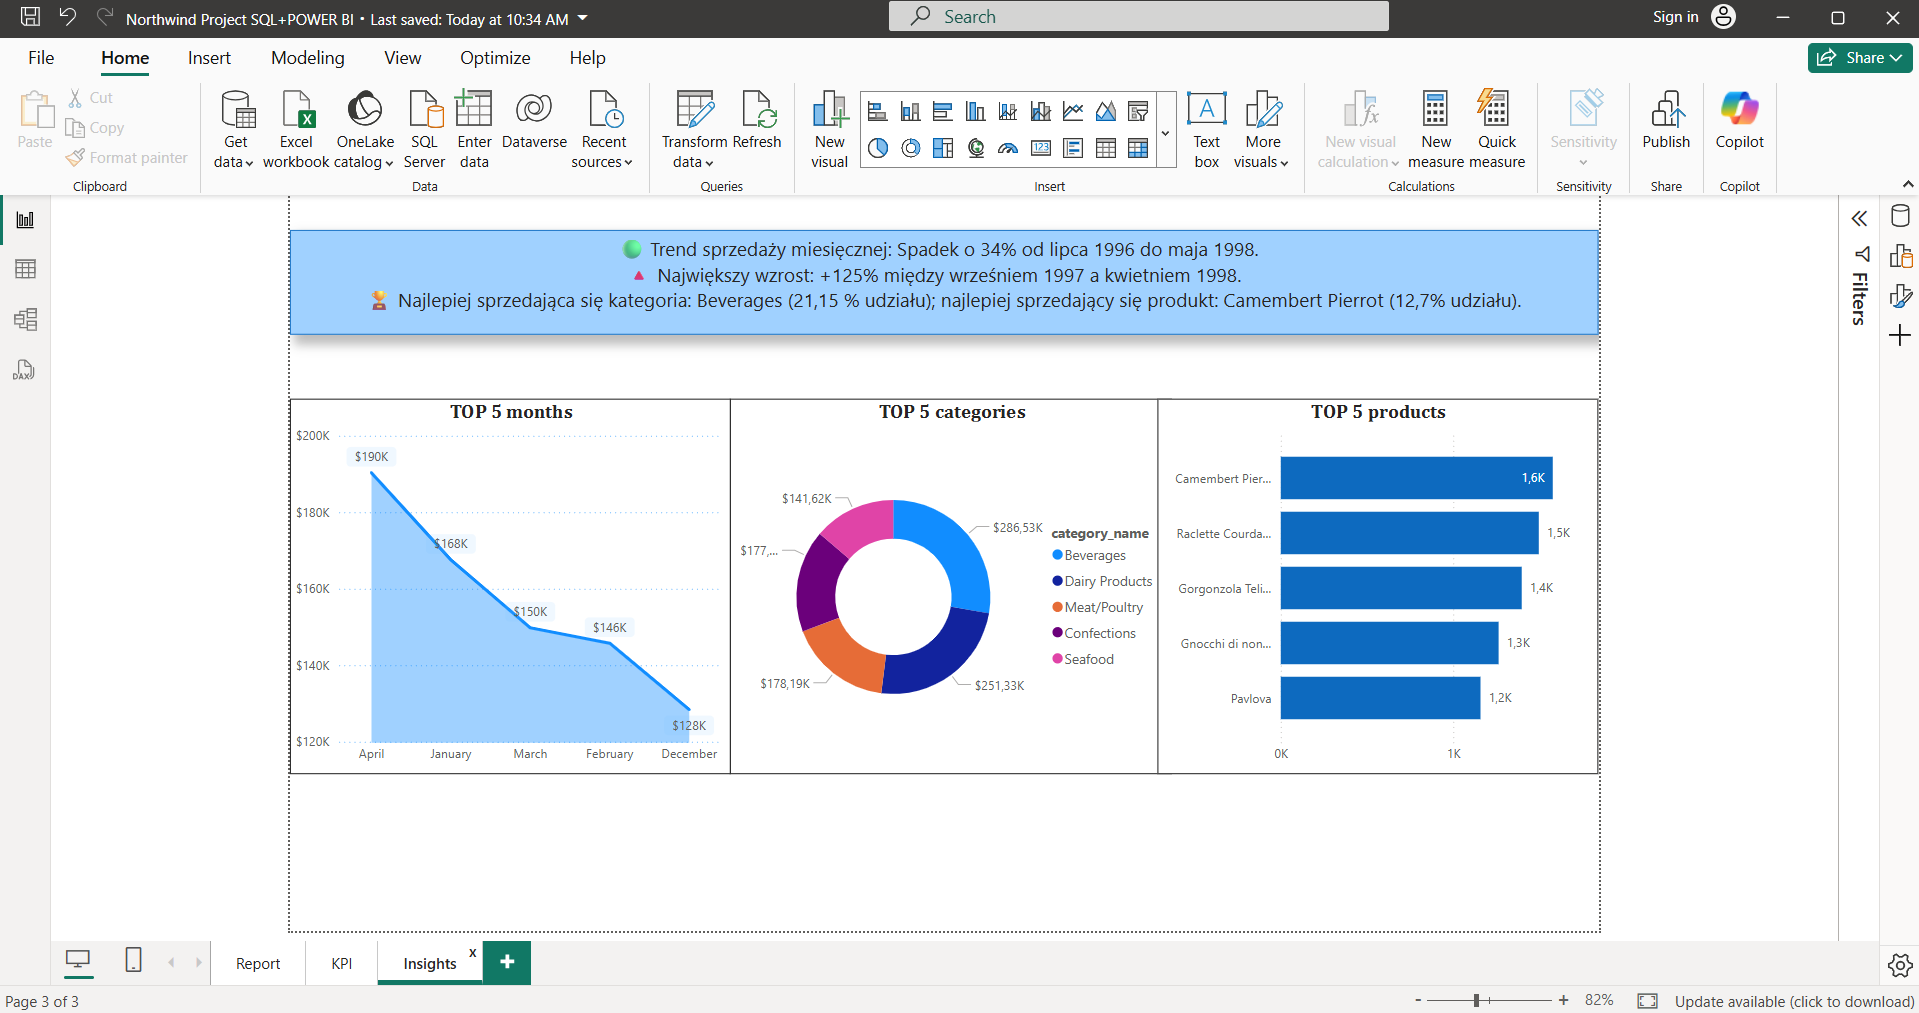 Northwind Project SQL+POWER BI • Last saved: Today at 10:34 AM
Search
Sign in
File
Home
Insert
Modeling
View
Optimize
Help
Share
Paste
Cut
Copy
Format painter
Clipboard
Get data
Excel workbook
OneLake catalog
SQL Server
Enter data
Dataverse
Recent sources
Data
Transform data
Refresh
Queries
New visual
123
A
Text box
More visuals
Insert
New visual calculation
New measure
Quick measure
Calculations
Sensitivity
Sensitivity
Publish
Share
Copilot
Copilot
DAX
Filters
Trend sprzedaży miesięcznej: Spadek o 34% od lipca 1996 do maja 1998.
Największy wzrost: +125% między wrześniem 1997 a kwietniem 1998.
Najlepiej sprzedająca się kategoria: Beverages (21,15 % udziału); najlepiej sprzedający się produkt: Camembert Pierrot (12,7% udziału).
TOP 5 months
$200K
$180K
$160K
$140K
$120K
$190K
$168K
$150K
$146K
$128K
April
January
March
February
December
TOP 5 categories
$141,62K
$286,53K
$177,...
$178,19K
$251,33K
category_name
Beverages
Dairy Products
Meat/Poultry
Confections
Seafood
TOP 5 products
Camembert Pier...
1,6K
Raclette Courda...
1,5K
Gorgonzola Teli...
1,4K
Gnocchi di non...
1,3K
Pavlova
1,2K
0K
1K
Report
KPI
Insights
x
+
Page 3 of 3
- + 82%
Update available (click to download)